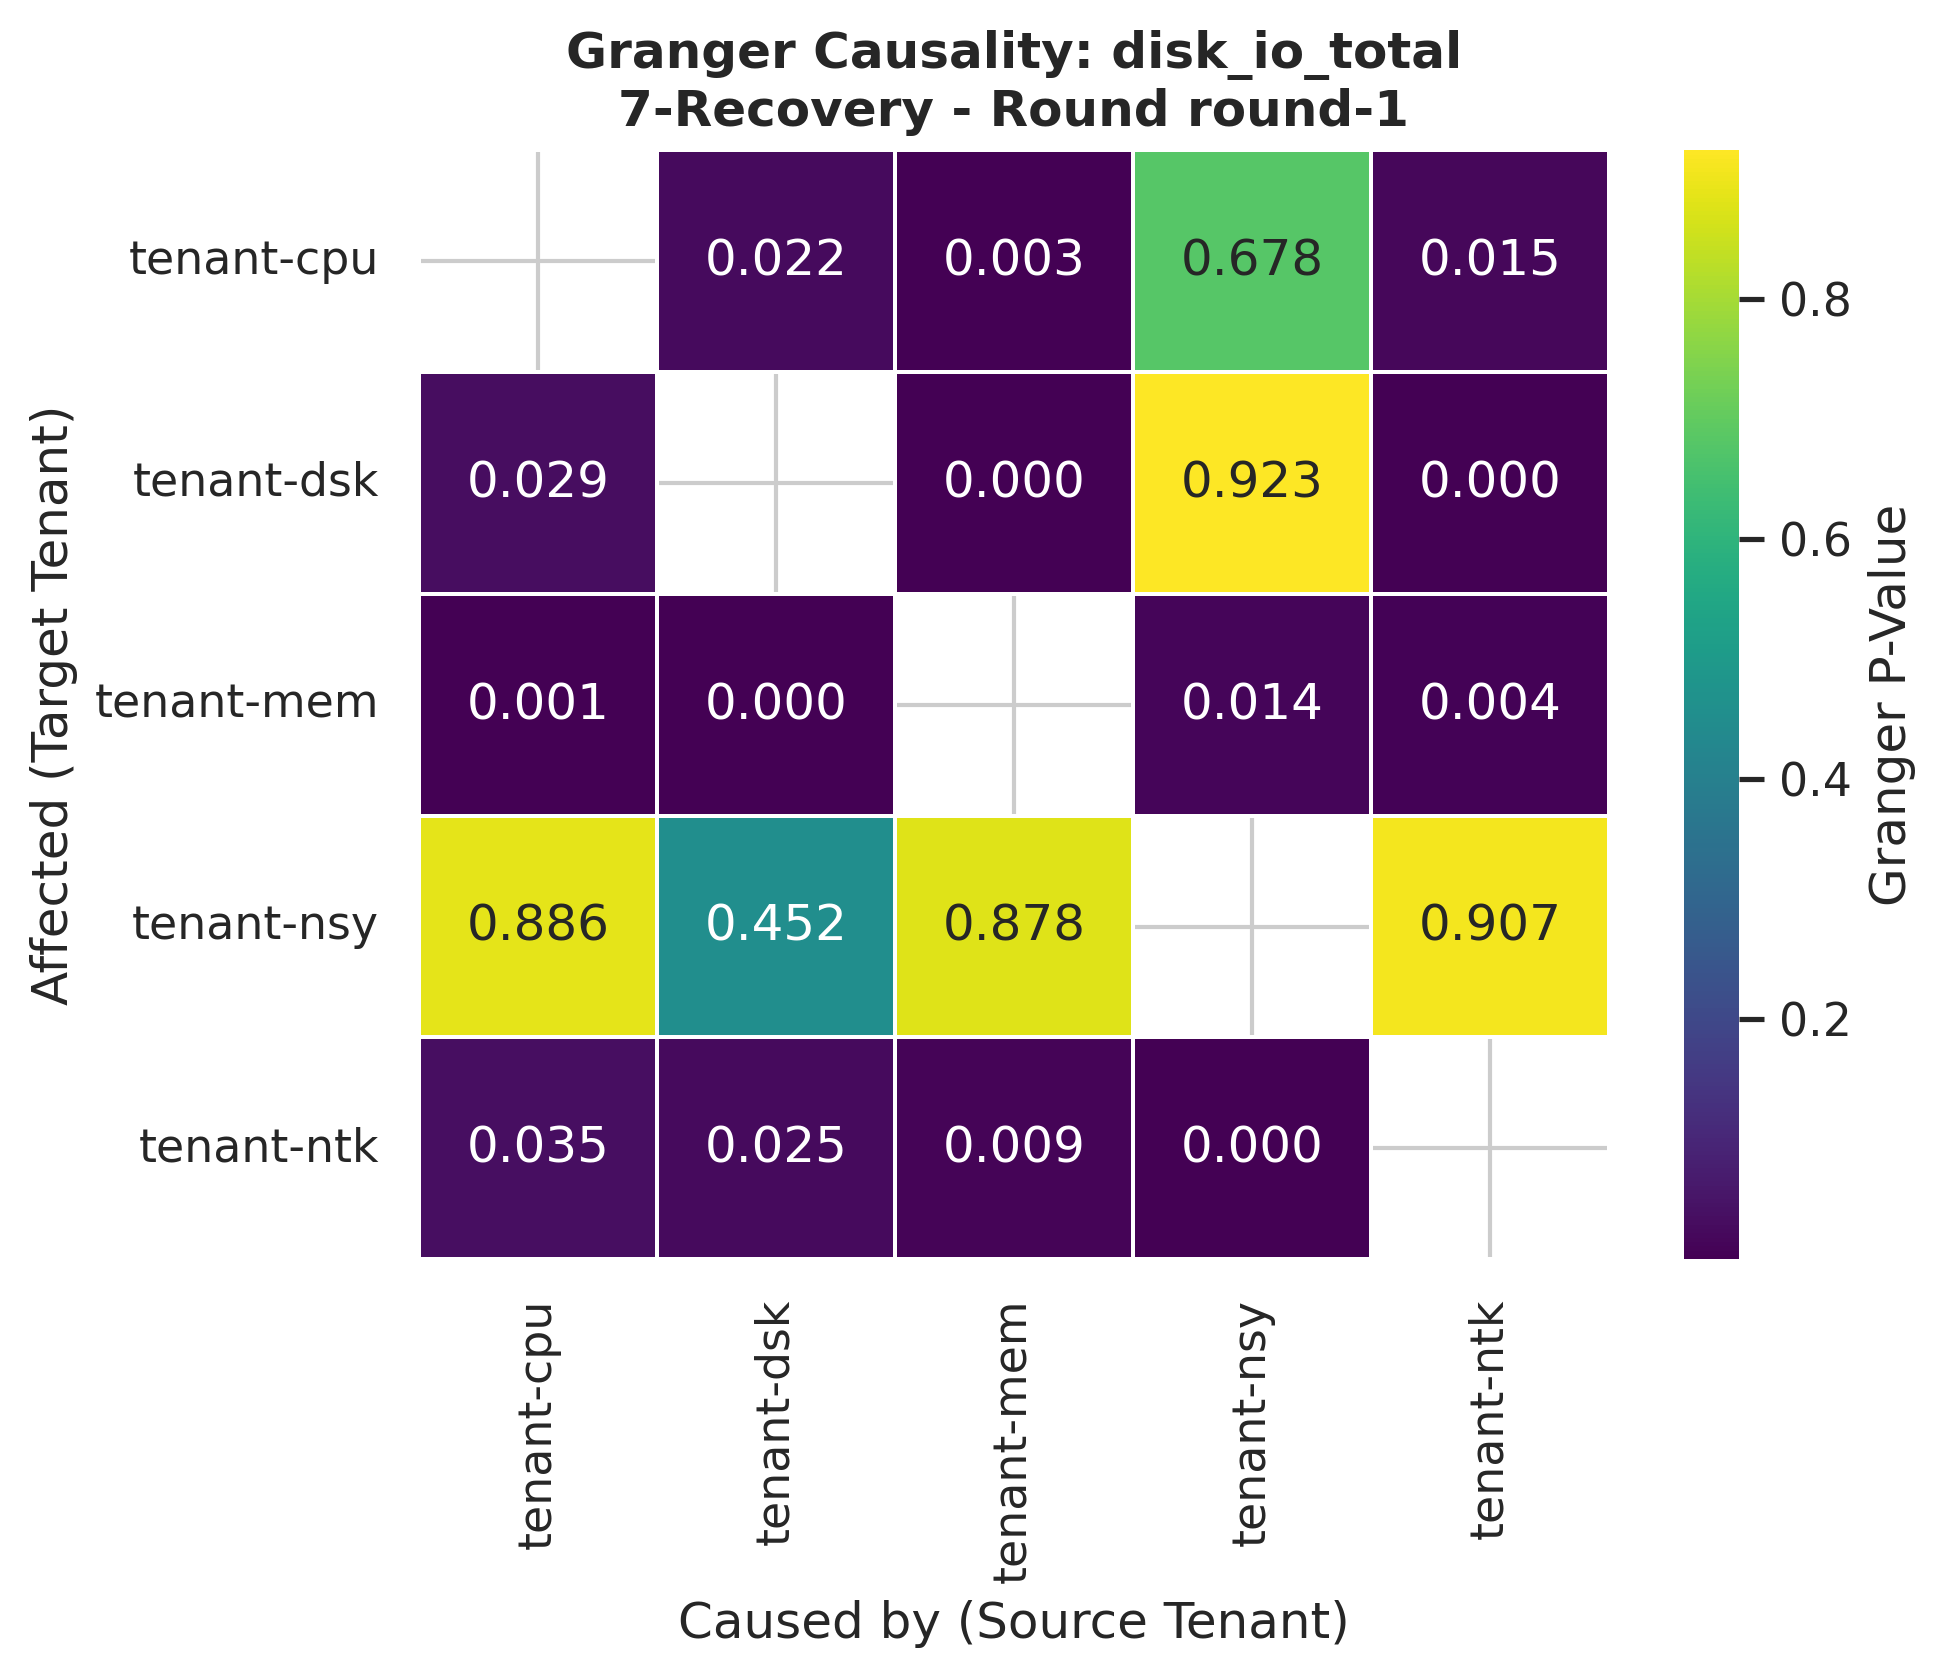 Granger Causality: disk_io_total
7-Recovery - Round round-1
tenant-cpu
0.022
0.003
0.678
0.015
tenant-dsk
0.029
0.000
0.923
0.000
tenant-mem
0.001
0.000
0.014
0.004
tenant-nsy
0.886
0.452
0.878
0.907
tenant-ntk
0.035
0.025
0.009
0.000
Affected (Target Tenant)
tenant-cpu
tenant-dsk
tenant-mem
tenant-nsy
tenant-ntk
Caused by (Source Tenant)
0.8
0.6
0.4
0.2
Granger P-Value